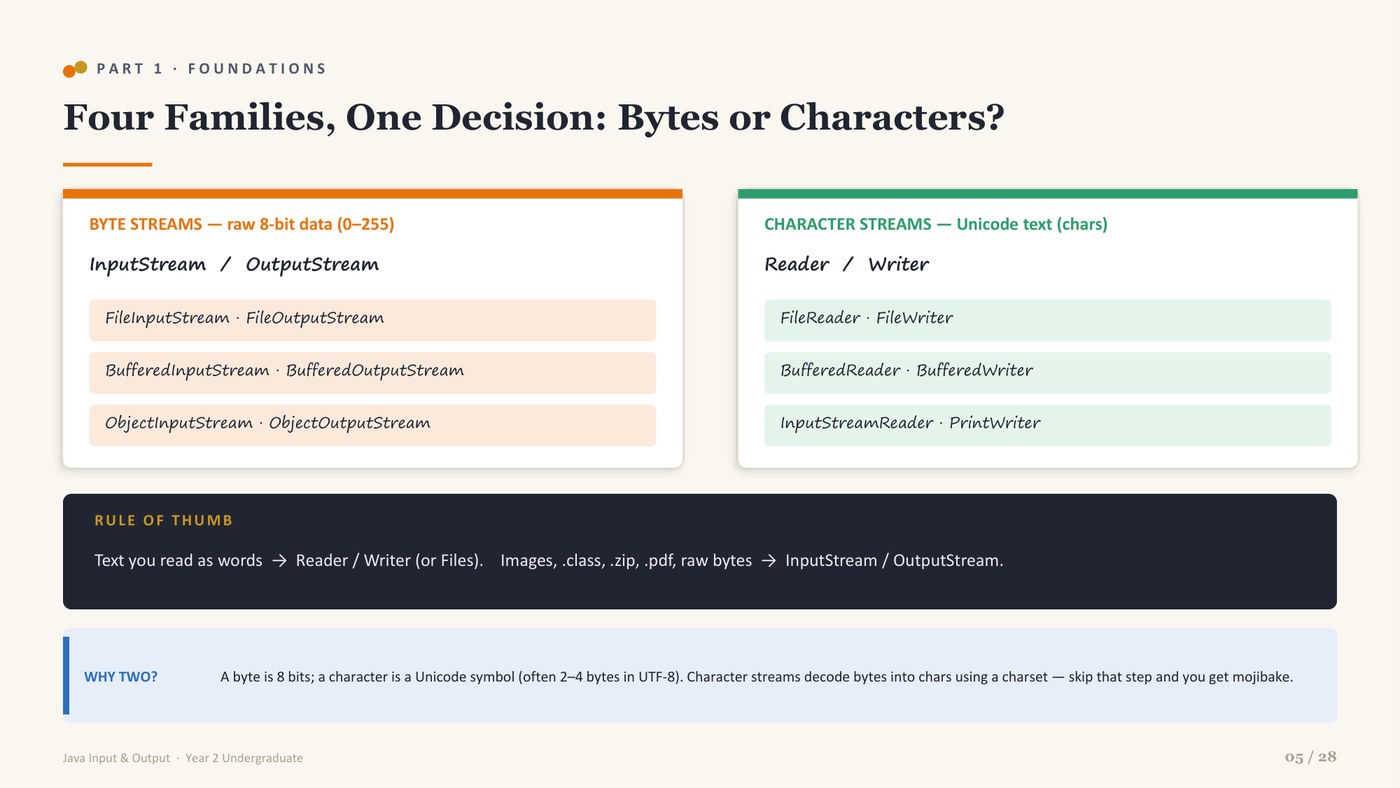 PART 1 · FOUNDATIONS
Four Families, One Decision: Bytes or Characters?
BYTE STREAMS — raw 8-bit data (0–255)
InputStream / OutputStream
FileInputStream · FileOutputStream
BufferedInputStream · BufferedOutputStream
ObjectInputStream · ObjectOutputStream
CHARACTER STREAMS — Unicode text (chars)
Reader / Writer
FileReader · FileWriter
BufferedReader · BufferedWriter
InputStreamReader · PrintWriter
RULE OF THUMB
Text you read as words → Reader / Writer (or Files). Images, .class, .zip, .pdf, raw bytes → InputStream / OutputStream.
WHY TWO?
A byte is 8 bits; a character is a Unicode symbol (often 2–4 bytes in UTF-8). Character streams decode bytes into chars using a charset — skip that step and you get mojibake.
Java Input & Output · Year 2 Undergraduate
05 / 28